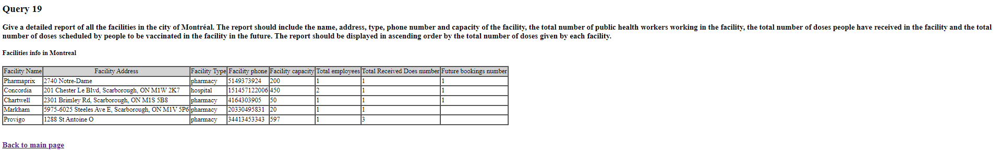 Query 19
Give a detailed report of all the facilities in the city of Montréal. The report should include the name, address, type, phone number and capacity of the facility, the total number of public health workers working in the facility, the total number of doses people have received in the facility and the total
number of doses scheduled by people to be vaccinated in the facility in the future. The report should be displayed in ascending order by the total number of doses given by each facility.
Facilities info in Montreal
Facility Name Facility Address Facility Type Facility phone Facility capacity Total employees Total Received Does number Future bookings number
Pharmaprix 2740 Notre-Dame pharmacy 5149373924 200 1 1 1
Concordia 201 Chester Le Blvd, Scarborough, ON M1W 2K7 hospital 151457122006 450 2 1 1
Chartwell 2301 Brimley Rd, Scarborough, ON M1S 5B8 pharmacy 4164303905 50 1 1 1
Markham 5975-6025 Steeles Ave E, Scarborough, ON M1V 5P6 pharmacy 20330495831 20 1 1
Provigo 1288 St Antoine O pharmacy 34413453343 597 1 3
Back to main page